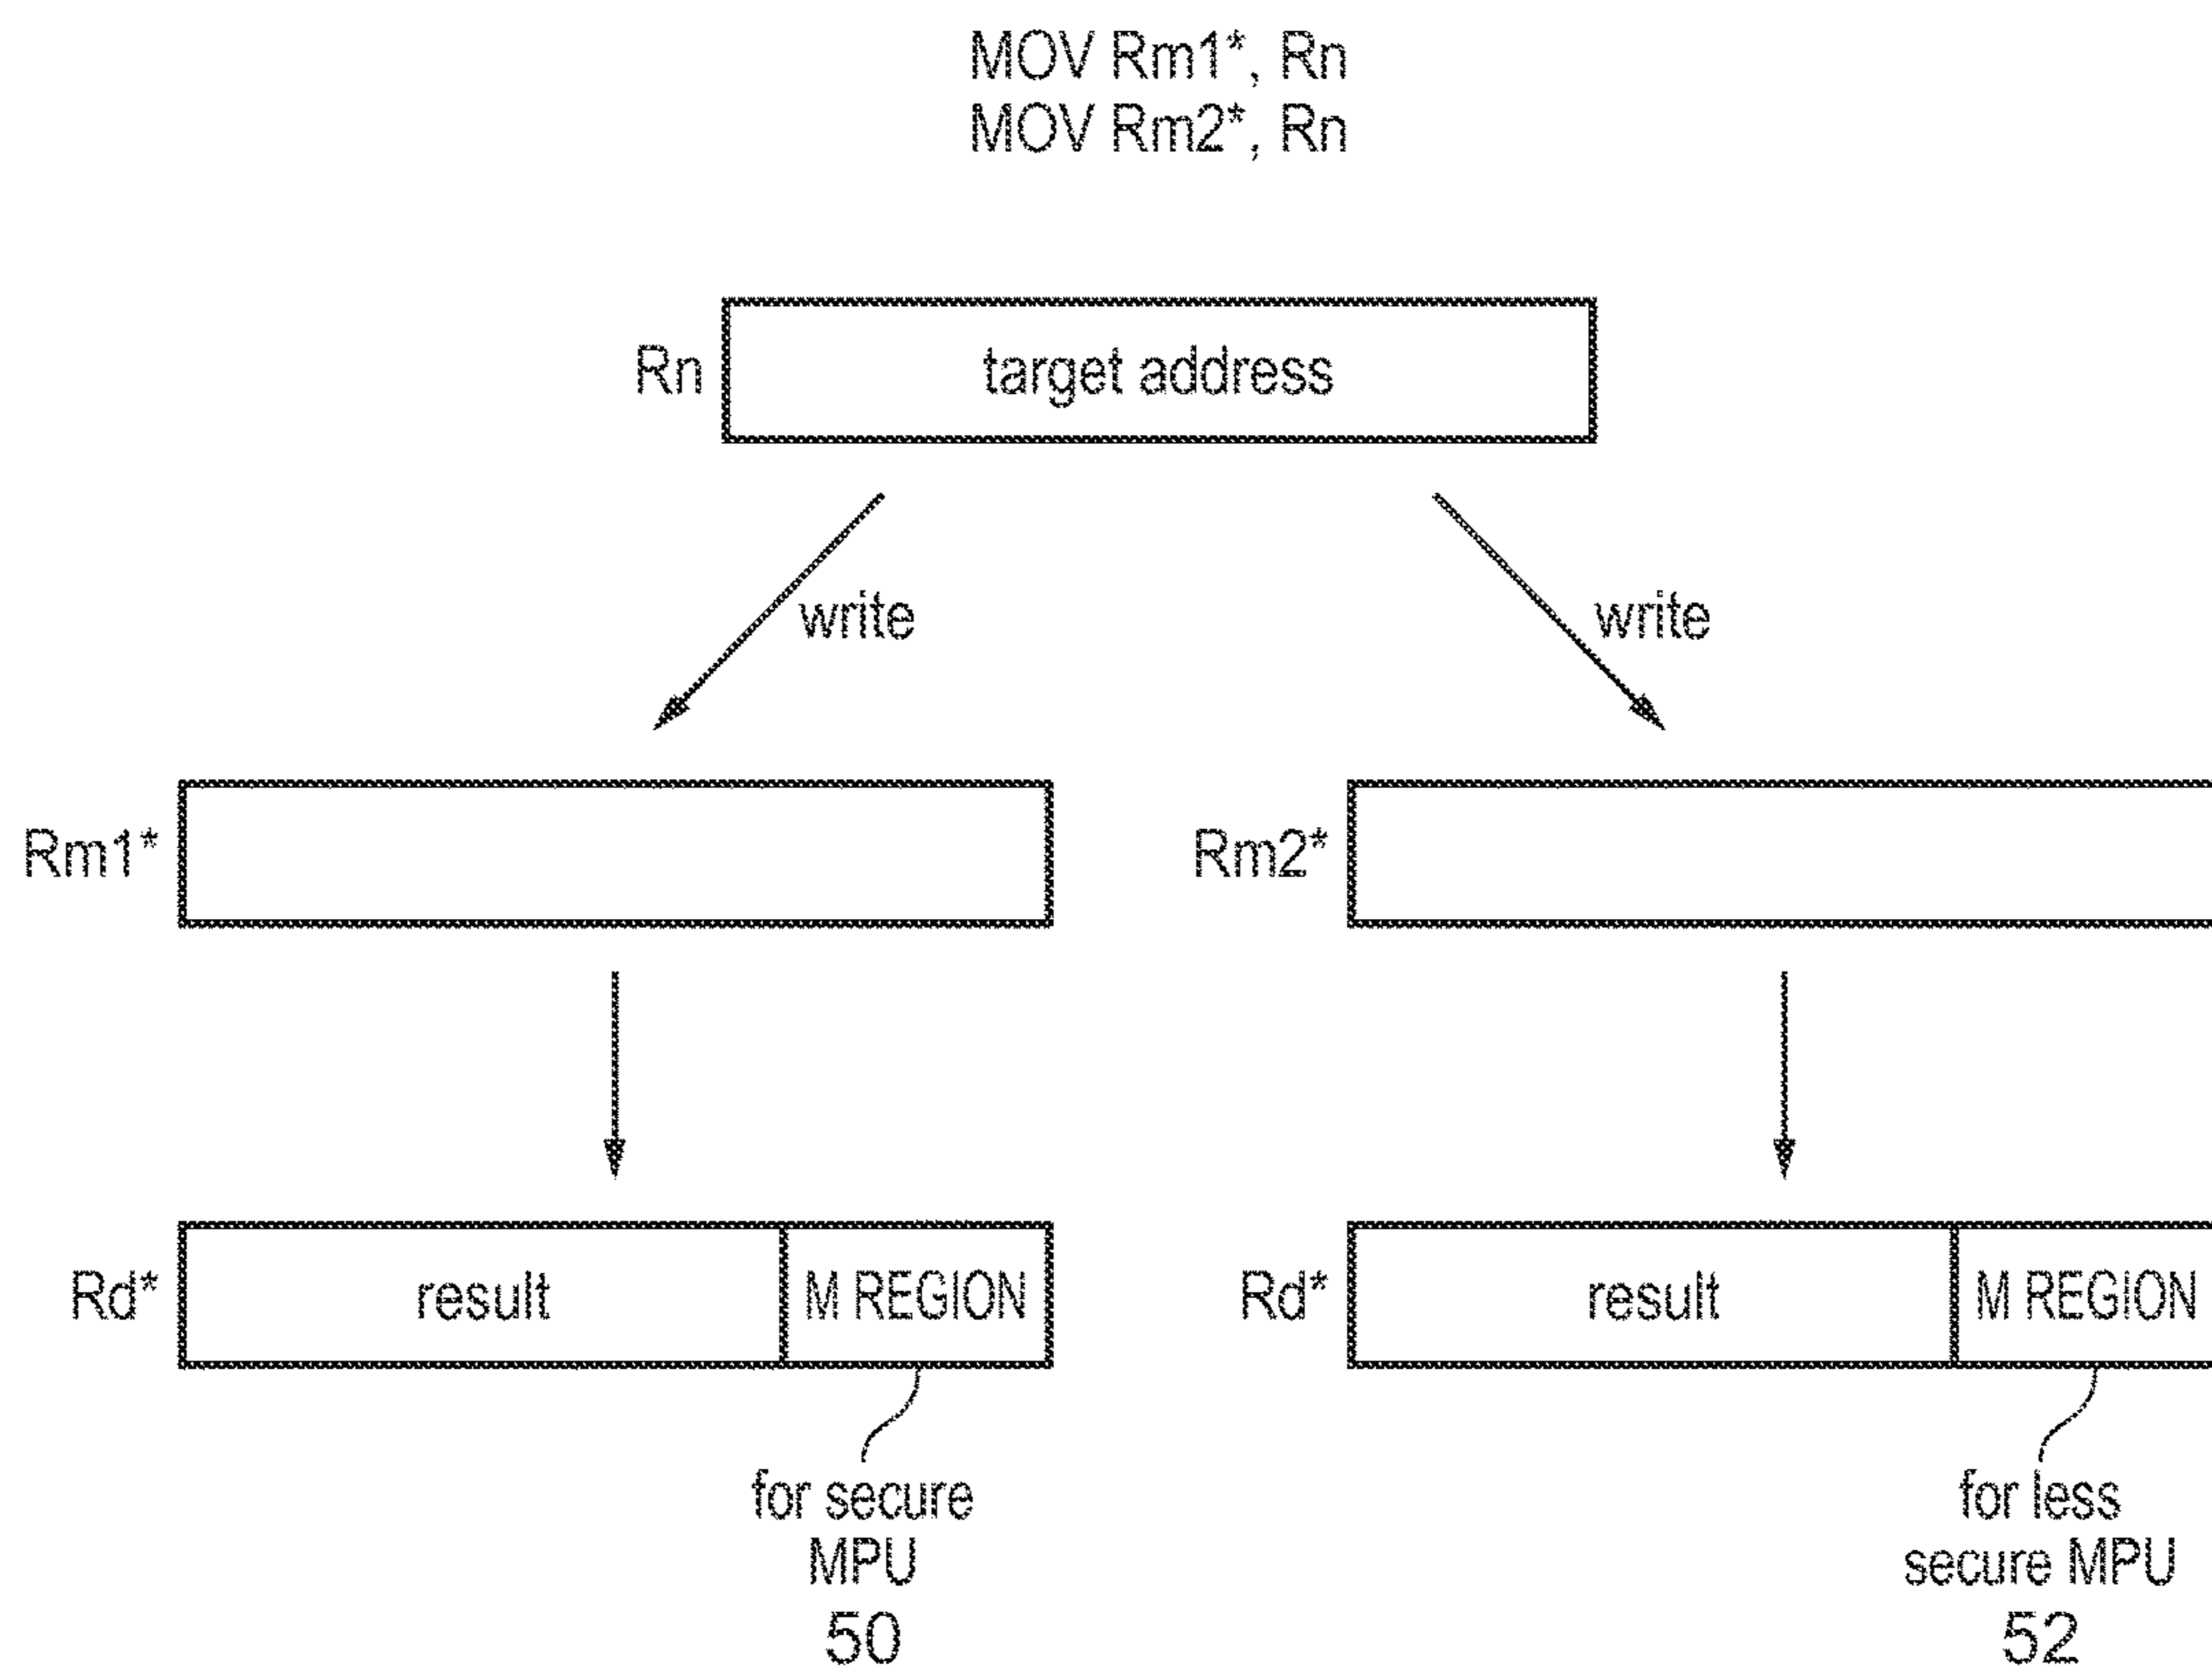 MOV Rm1*, Rn
MOV Rm2*, Rn
Rn
target address
write
write
Rm1*
Rm2*
Rd*
result
M REGION
Rd*
result
M REGION
for secure
MPU
50
for less
secure MPU
52